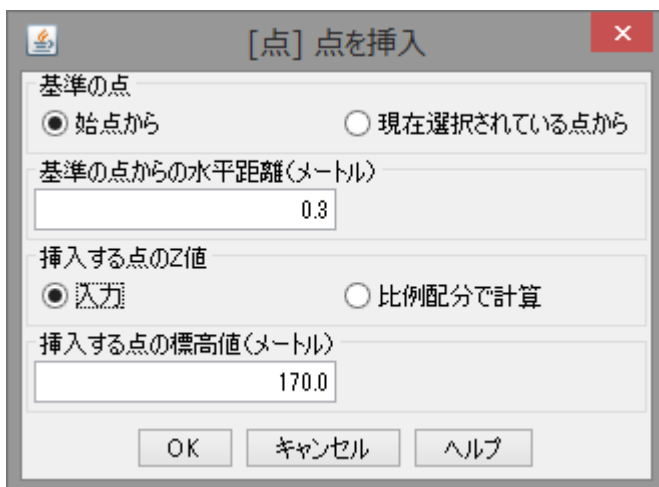 [点] 点を挿入
基準の点
始点から 現在選択されている点から
基準の点からの水平距離(メートル)
0.3
挿入する点のZ値
入力 比例配分で計算
挿入する点の標高値(メートル)
170.0
OK キャンセル ヘルプ